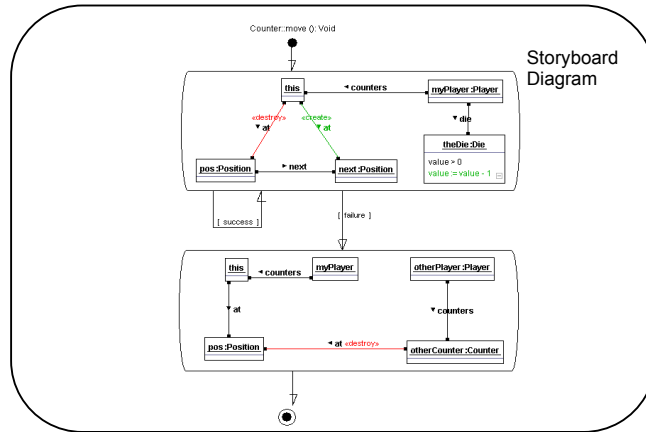 Counter::move (): Void
Storyboard
Diagram
this
◄ counters
myPlayer :Player
«destroy»
▼ at
«create»
▼ at
▼ die
theDie :Die
value > 0
value := value - 1
pos :Position
► next
next :Position
[ success ]
[ failure ]
this
◄ counters
myPlayer
otherPlayer :Player
▼ at
▼ counters
pos :Position
◄ at «destroy»
otherCounter :Counter